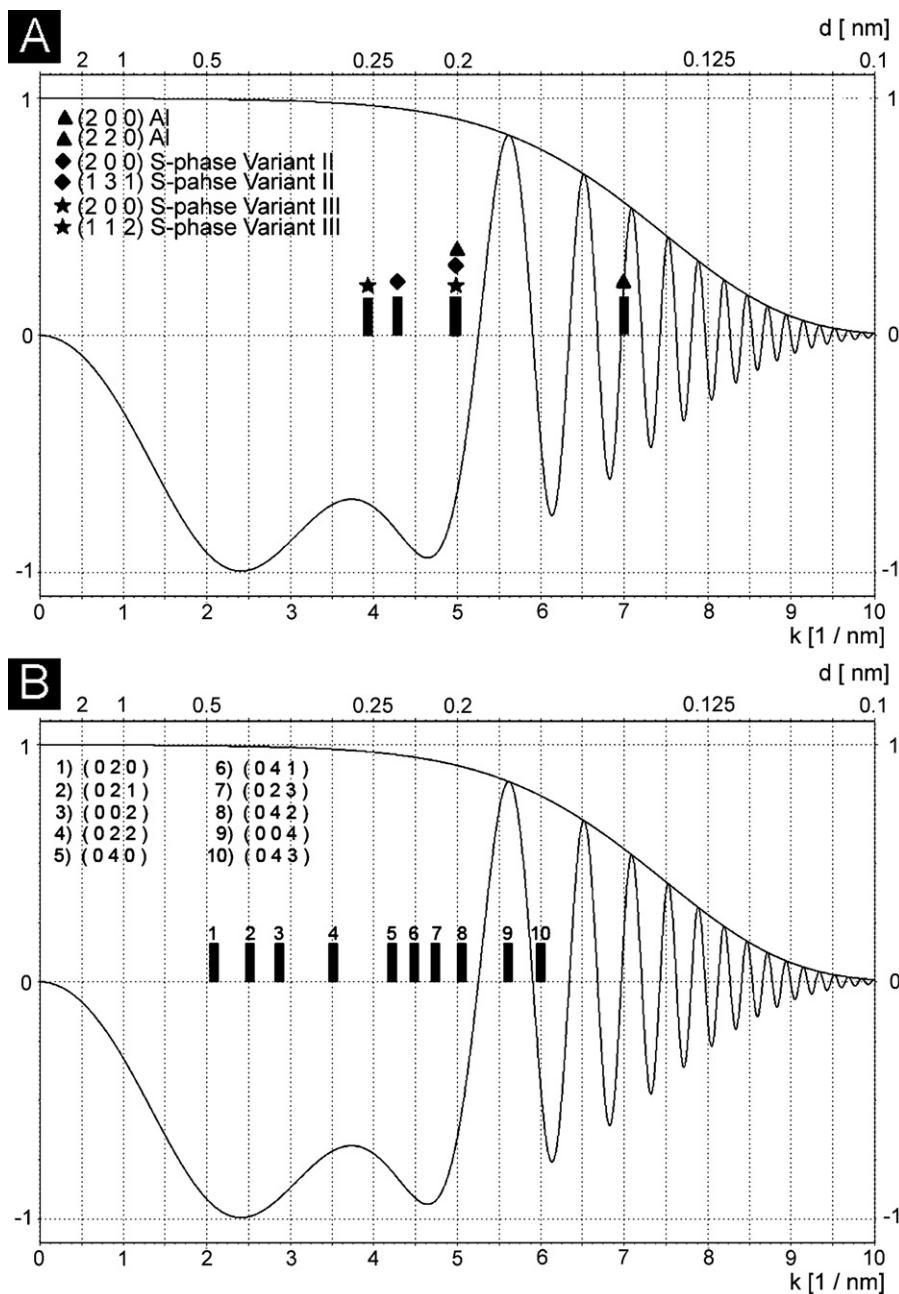 A
d [ nm]
2 1 0.5 0.25 0.2 0.125 0.1
1 1
▲(2 0 0) Al
▲(2 2 0) Al
◆(2 0 0) S-phase Variant II
◆(1 3 1) S-pahse Variant II
★(2 0 0) S-pahse Variant III
★(1 1 2) S-phase Variant III
0 0
-1 -1
0 1 2 3 4 5 6 7 8 9 10
k [1 / nm]
B
d [ nm]
2 1 0.5 0.25 0.2 0.125 0.1
1 1
1) ( 0 2 0 ) 6) ( 0 4 1 )
2) ( 0 2 1 ) 7) ( 0 2 3 )
3) ( 0 0 2 ) 8) ( 0 4 2 )
4) ( 0 2 2 ) 9) ( 0 0 4 )
5) ( 0 4 0 ) 10) ( 0 4 3 )
1 2 3 4 5 6 7 8 9 10
0 0
-1 -1
0 1 2 3 4 5 6 7 8 9 10
k [1 / nm]